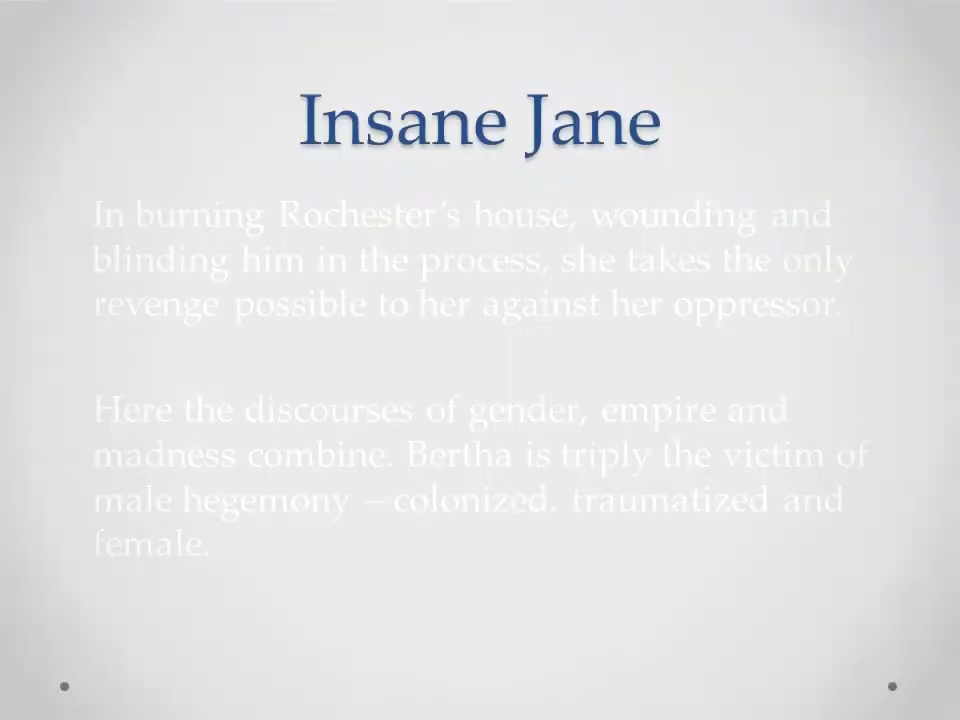 Insane Jane
In burning Rochester's house, wounding and
blinding him in the process, she takes the only
revenge possible to her against her oppressor.
Here the discourses of gender, empire and
madness combine. Bertha is triply the victim of
male hegemony – colonized, traumatized and
female.